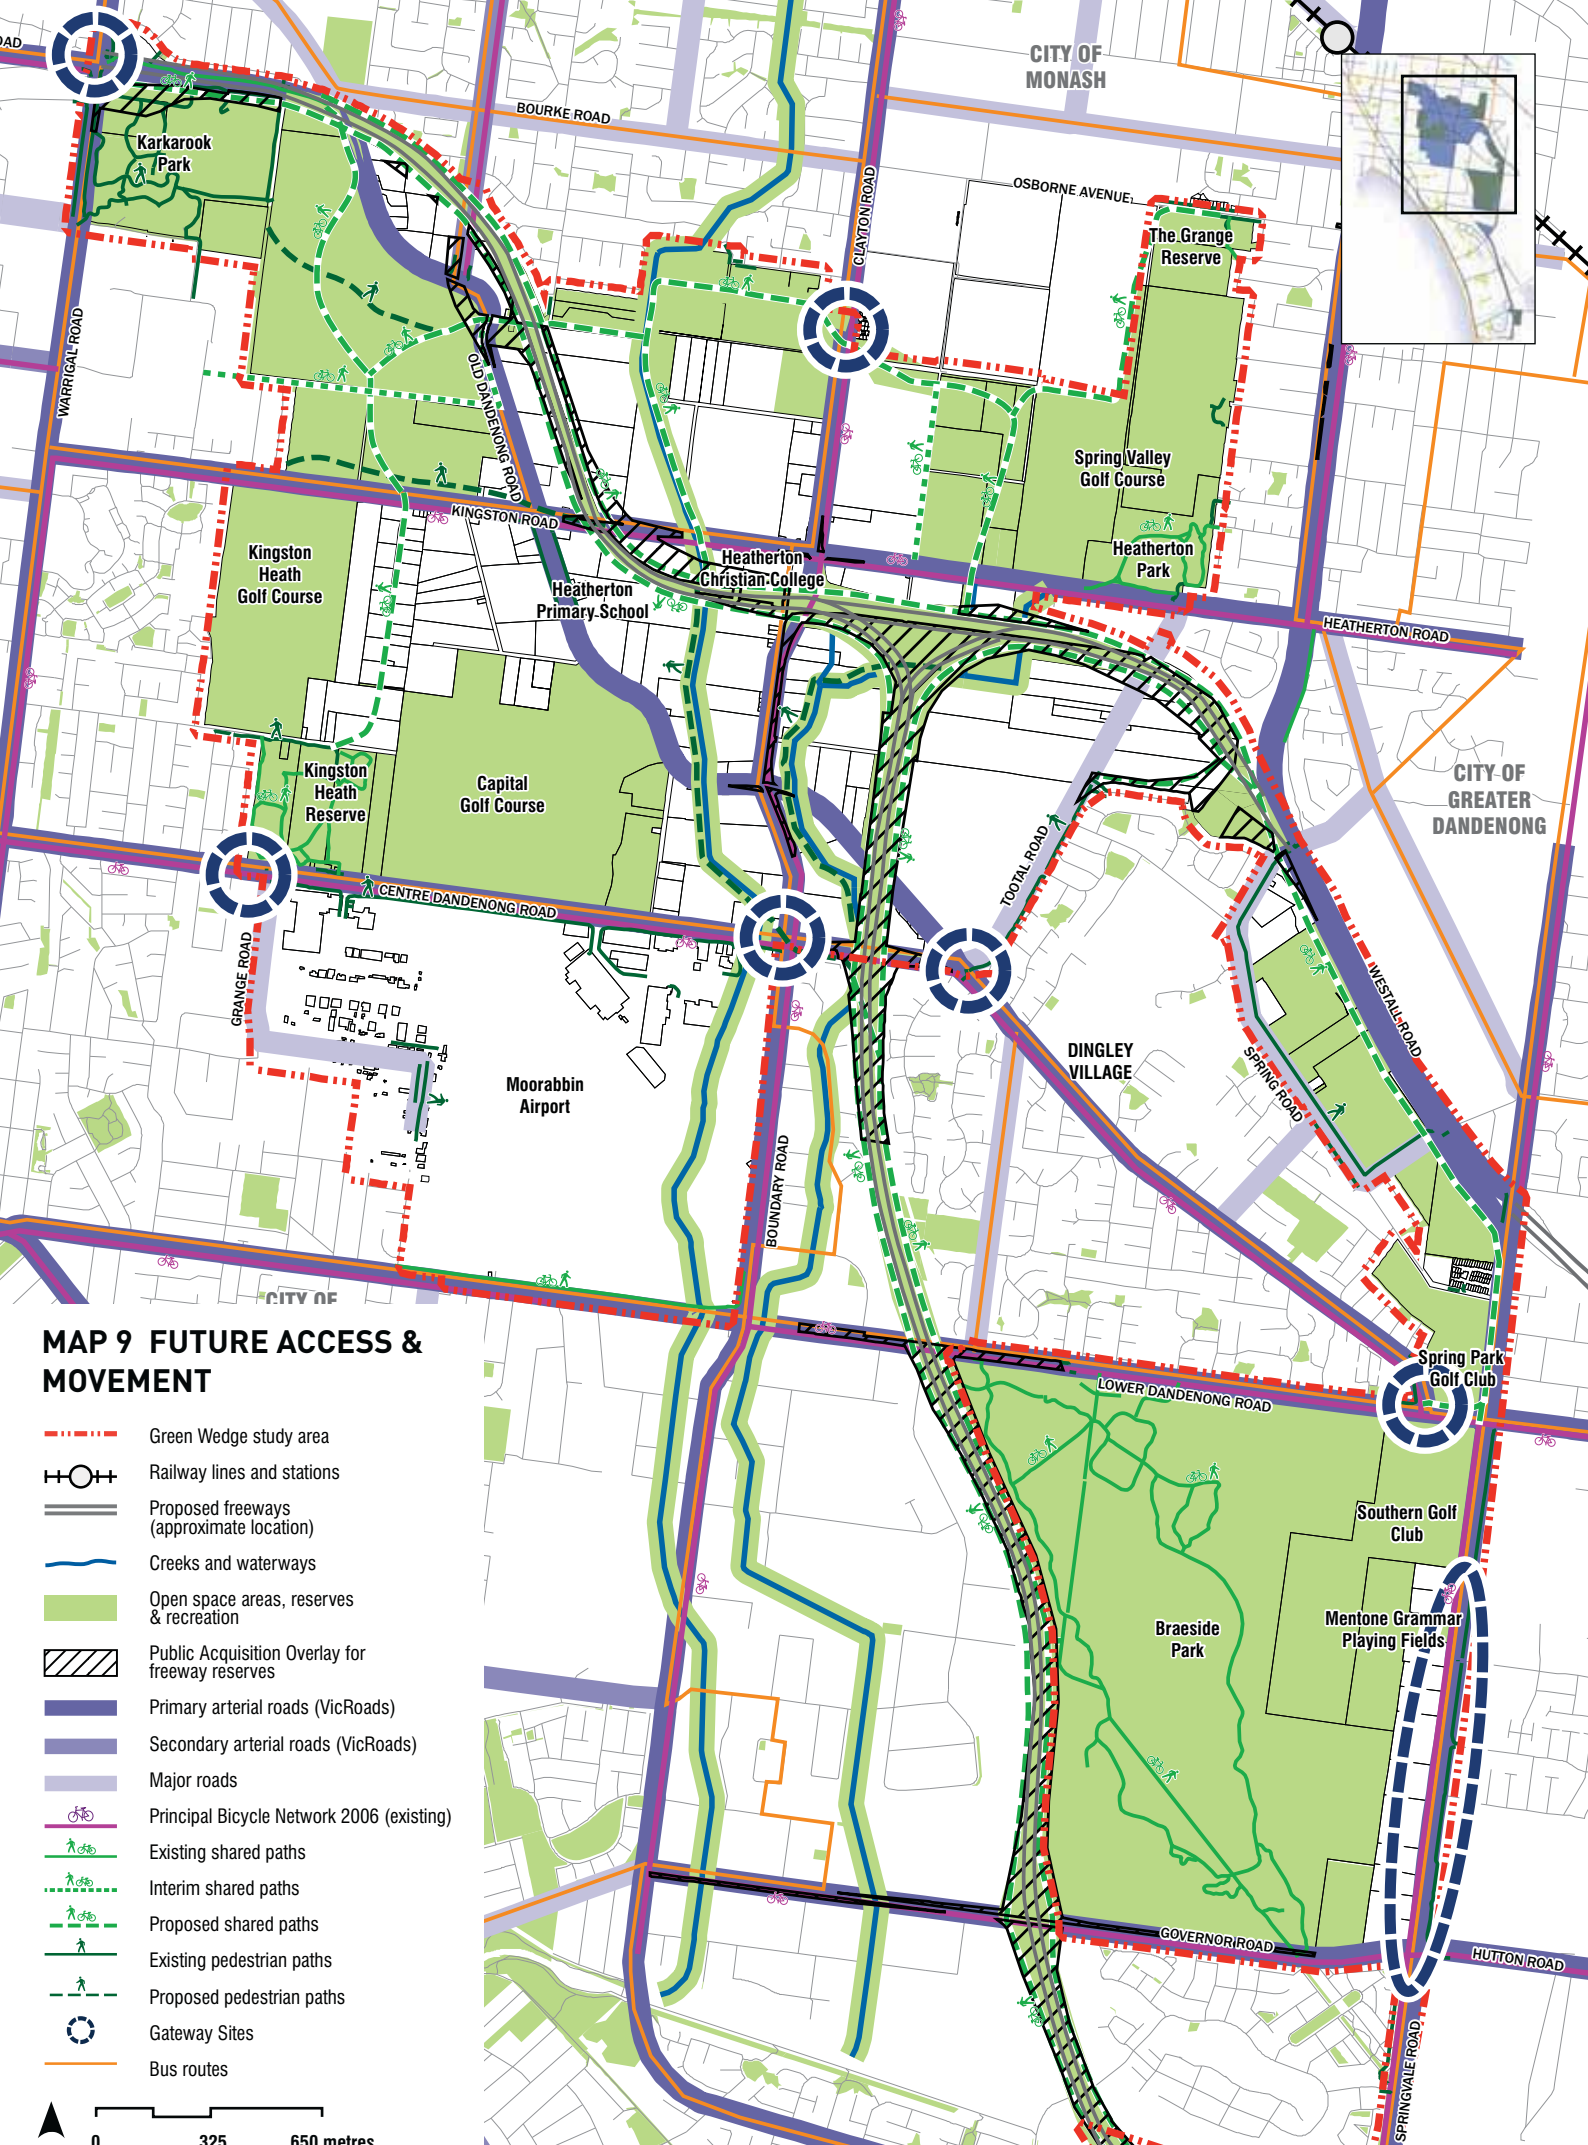 OAD
CITY OF
MONASH
BOURKE ROAD
Karkarook
Park
CLAYTON ROAD
OSBORNE AVENUE
The Grange
Reserve
WARRIGAL ROAD
OLD DANDENONG ROAD
Spring Valley
Golf Course
KINGSTON ROAD
Kingston
Heath
Golf Course
Heatherton
Christian College
Heatherton
Park
Heatherton
Primary School
HEATHERTON ROAD
Kingston
Heath
Reserve
Capital
Golf Course
CITY OF
GREATER
DANDENONG
TOOTAL ROAD
CENTRE DANDENONG ROAD
GRANGE ROAD
WESTALL ROAD
DINGLEY
VILLAGE
SPRING ROAD
Moorabbin
Airport
BOUNDARY ROAD
CITY OF
Spring Park
Golf Club
LOWER DANDENONG ROAD
Southern Golf
Club
Mentone Grammar
Playing Fields
Braeside
Park
GOVERNOR ROAD
HUTTON ROAD
SPRINGVALE ROAD
MAP 9 FUTURE ACCESS &
MOVEMENT
Green Wedge study area
Railway lines and stations
Proposed freeways
(approximate location)
Creeks and waterways
Open space areas, reserves
& recreation
Public Acquisition Overlay for
freeway reserves
Primary arterial roads (VicRoads)
Secondary arterial roads (VicRoads)
Major roads
Principal Bicycle Network 2006 (existing)
Existing shared paths
Interim shared paths
Proposed shared paths
Existing pedestrian paths
Proposed pedestrian paths
Gateway Sites
Bus routes
0 325 650 metres